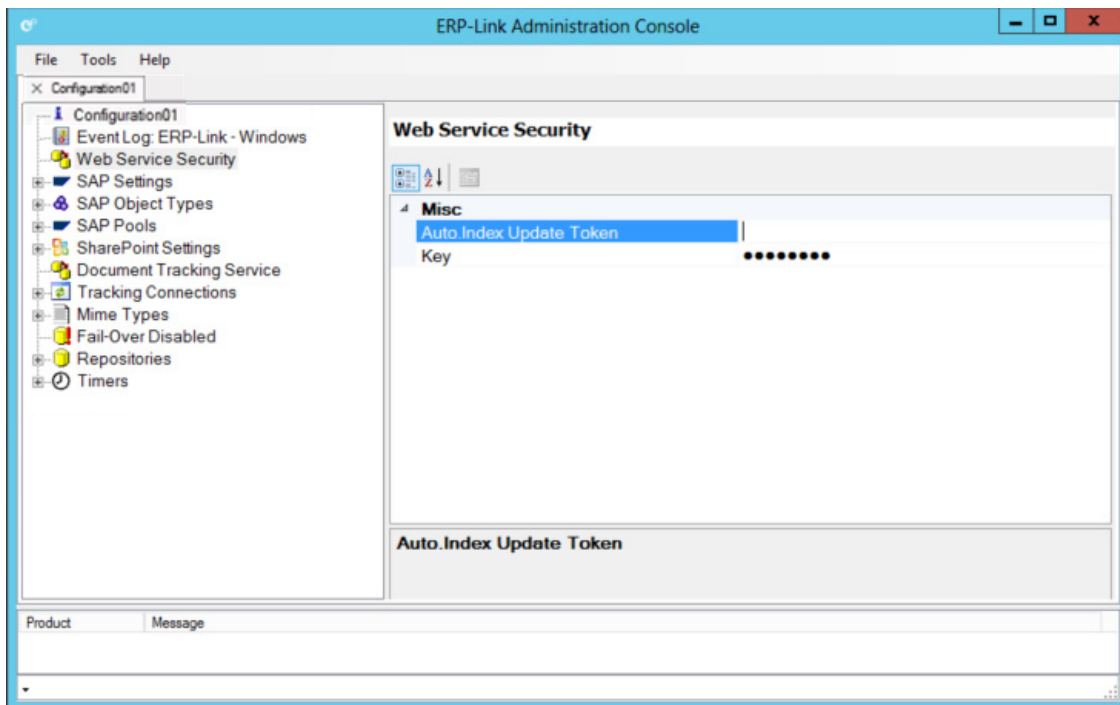 ERP-Link Administration Console
File Tools Help
Configuration01
Configuration01
Event Log: ERP-Link - Windows
Web Service Security
SAP Settings
SAP Object Types
SAP Pools
SharePoint Settings
Document Tracking Service
Tracking Connections
Mime Types
Fail-Over Disabled
Repositories
Timers
Web Service Security
Misc
Auto.Index Update Token
Key ●●●●●●●●
Auto.Index Update Token
Product Message